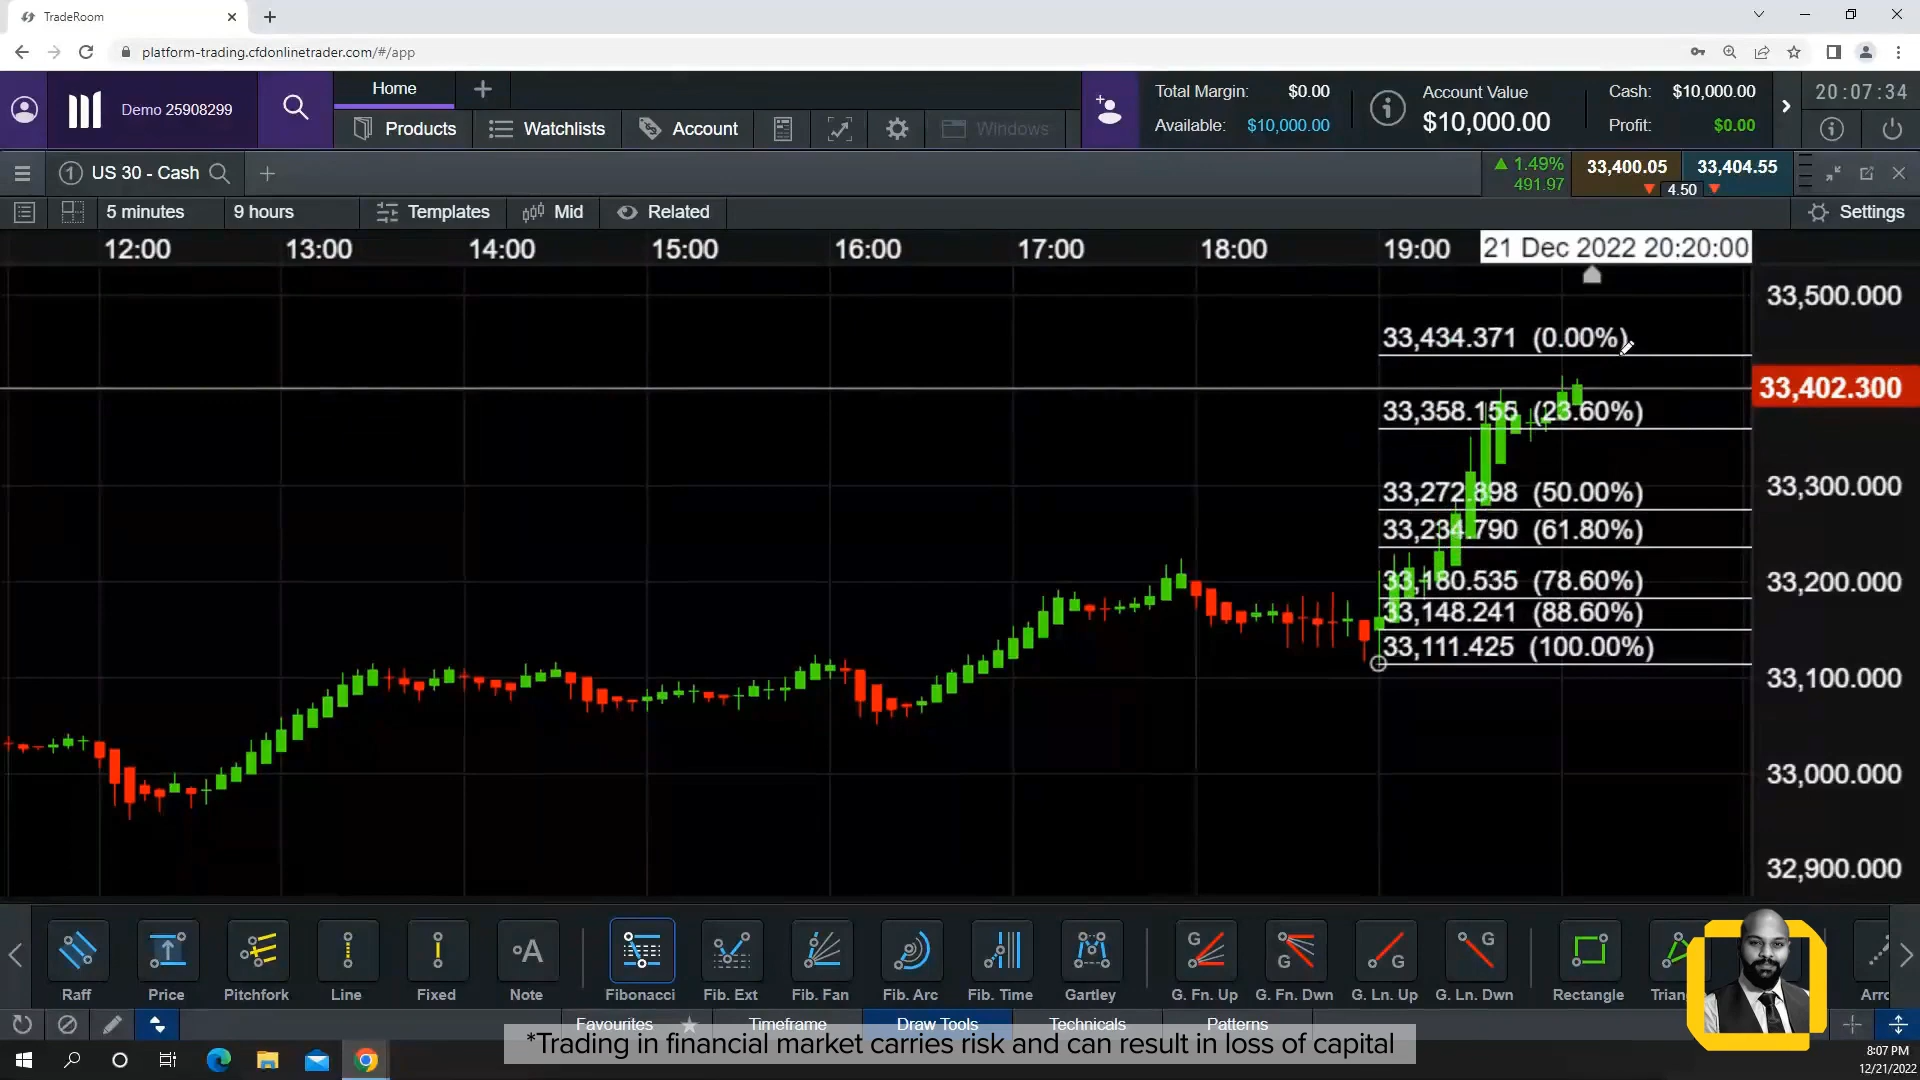 TradeRoom
platform-trading.cfdonlinetrader.com/#/app
Demo 25908299
Home
Products
Watchlists
Account
Windows
Total Margin: $0.00
Available: $10,000.00
Account Value
$10,000.00
Cash: $10,000.00
Profit: $0.00
20:07:34
1 US 30 - Cash
1.49%
491.97
33,400.05
33,404.55
4.50
5 minutes
9 hours
Templates
Mid
Related
Settings
12:00 13:00 14:00 15:00 16:00 17:00 18:00 19:00 21 Dec 2022 20:20:00
33,500.000
33,434.371 (0.00%)
33,402.300
33,358.155 (23.60%)
33,300.000
33,272.898 (50.00%)
33,234.790 (61.80%)
33,200.000
33,180.535 (78.60%)
33,148.241 (88.60%)
33,111.425 (100.00%)
33,100.000
33,000.000
32,900.000
A
G
G
G
G
Raff Price Pitchfork Line Fixed Note Fibonacci Fib. Ext Fib. Fan Fib. Arc Fib. Time Gartley G. Fn. Up G. Fn. Dwn G. Ln. Up G. Ln. Dwn Rectangle
Favourites Timeframe Draw Tools Technicals Patterns
*Trading in financial market carries risk and can result in loss of capital
8:07 PM
12/21/2022